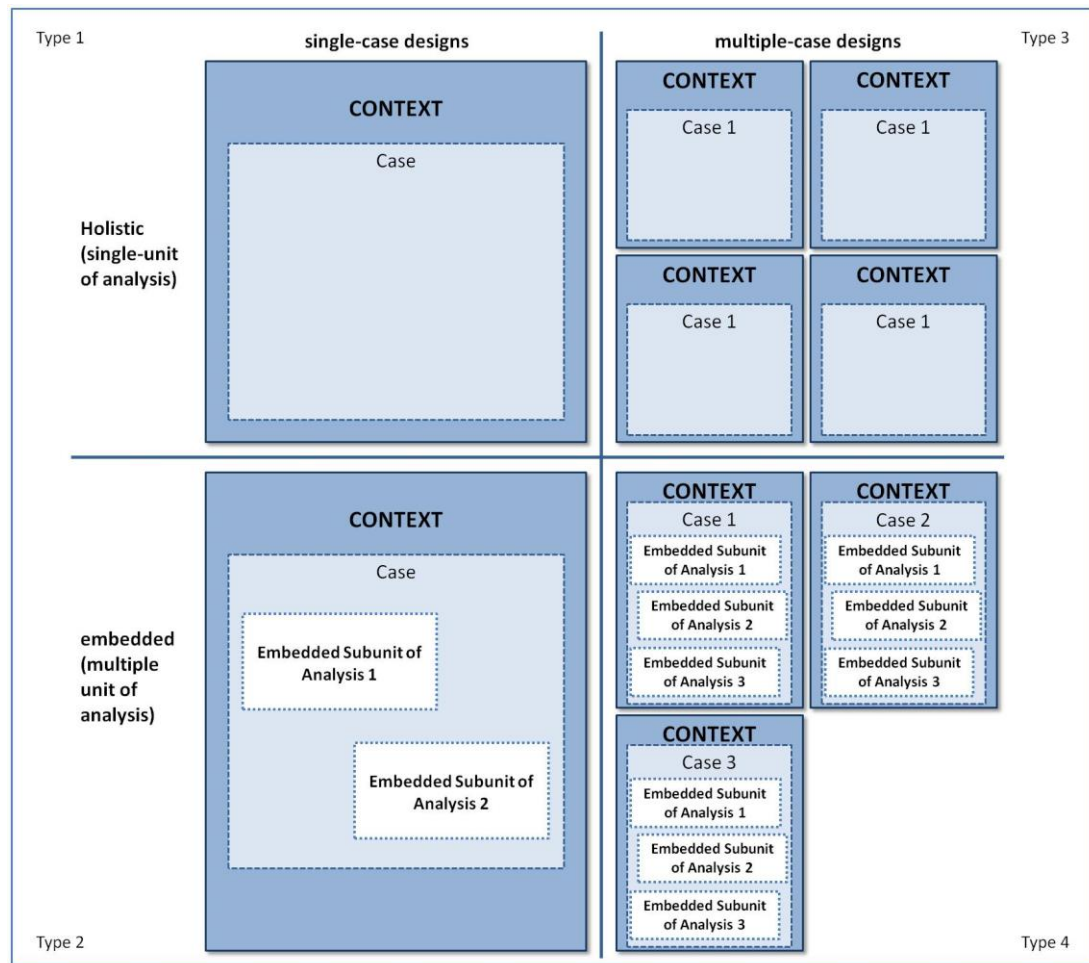 Type 1
single-case designs
multiple-case designs
Type 3
CONTEXT
Case
Holistic
(single-unit
of analysis)
CONTEXT
Case 1
CONTEXT
Case 1
CONTEXT
Case 1
CONTEXT
Case 1
CONTEXT
Case
Embedded Subunit of
Analysis 1
Embedded Subunit of
Analysis 2
embedded
(multiple
unit of
analysis)
CONTEXT
Case 1
Embedded Subunit
of Analysis 1
Embedded Subunit
of Analysis 2
Embedded Subunit
of Analysis 3
CONTEXT
Case 2
Embedded Subunit
of Analysis 1
Embedded Subunit
of Analysis 2
Embedded Subunit
of Analysis 3
CONTEXT
Case 3
Embedded Subunit
of Analysis 1
Embedded Subunit
of Analysis 2
Embedded Subunit
of Analysis 3
Type 2
Type 4